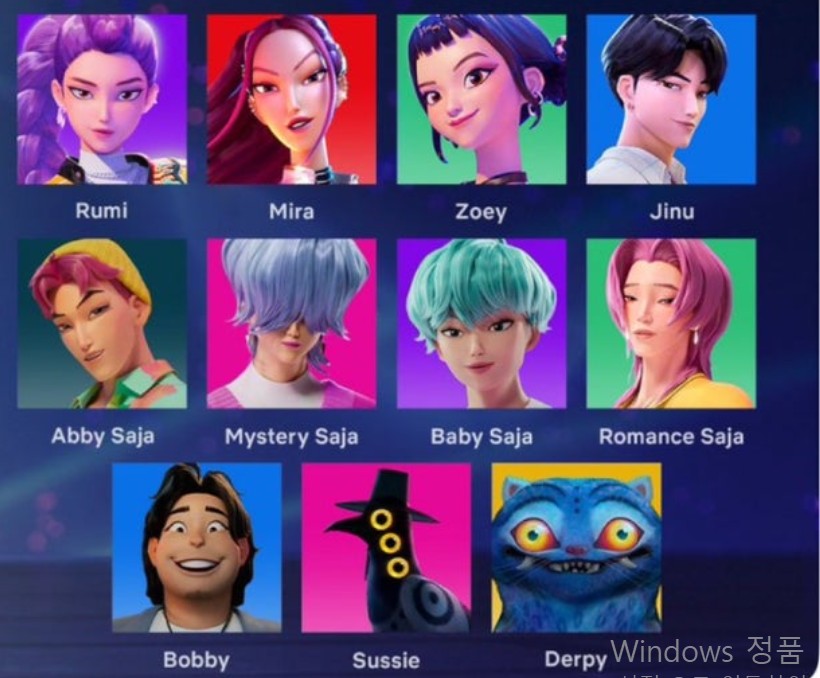 Rumi Mira Zoey Jinu
Abby Saja Mystery Saja Baby Saja Romance Saja
Bobby Sussie Derpy
Windows 정품